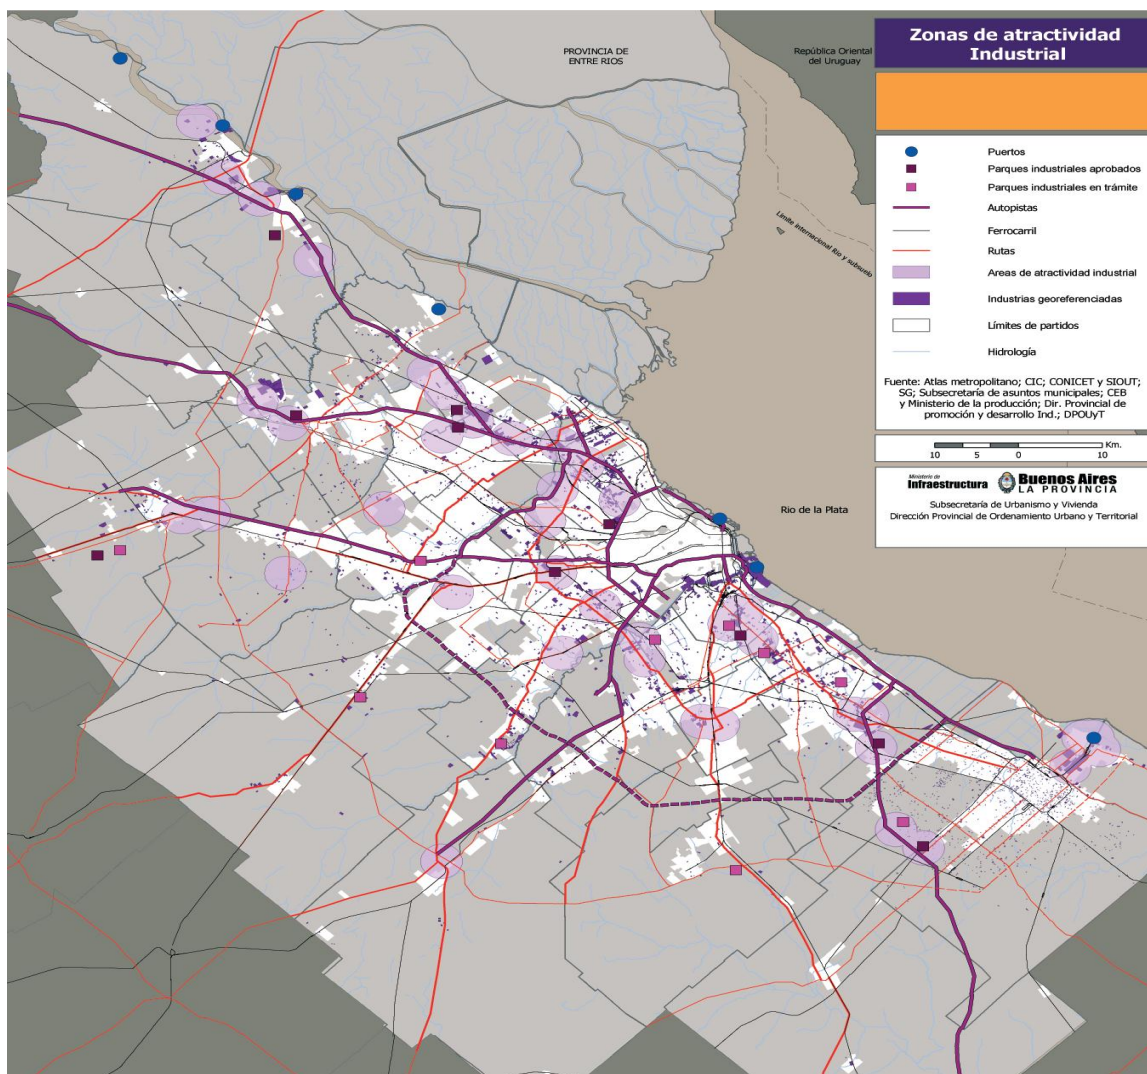 Zonas de atractividad
Industrial
PROVINCIA DE
ENTRE RIOS
República Oriental
del Uruguay
Límite internacional Río y subsuelo
Rio de la Plata
Puertos
Parques industriales aprobados
Parques industriales en trámite
Autopistas
Ferrocarril
Rutas
Areas de atractividad industrial
Industrias georeferenciadas
Límites de partidos
Hidrología
Fuente: Atlas metropolitano; CIC; CONICET y SIOUT;
SG; Subsecretaría de asuntos municipales; CEB
y Ministerio de la producción; Dir. Provincial de
promoción y desarrollo Ind.; DPOUyT
10 5 0 10 Km.
Ministerio de
Infraestructura
Buenos Aires
LA PROVINCIA
Subsecretaría de Urbanismo y Vivienda
Dirección Provincial de Ordenamiento Urbano y Territorial